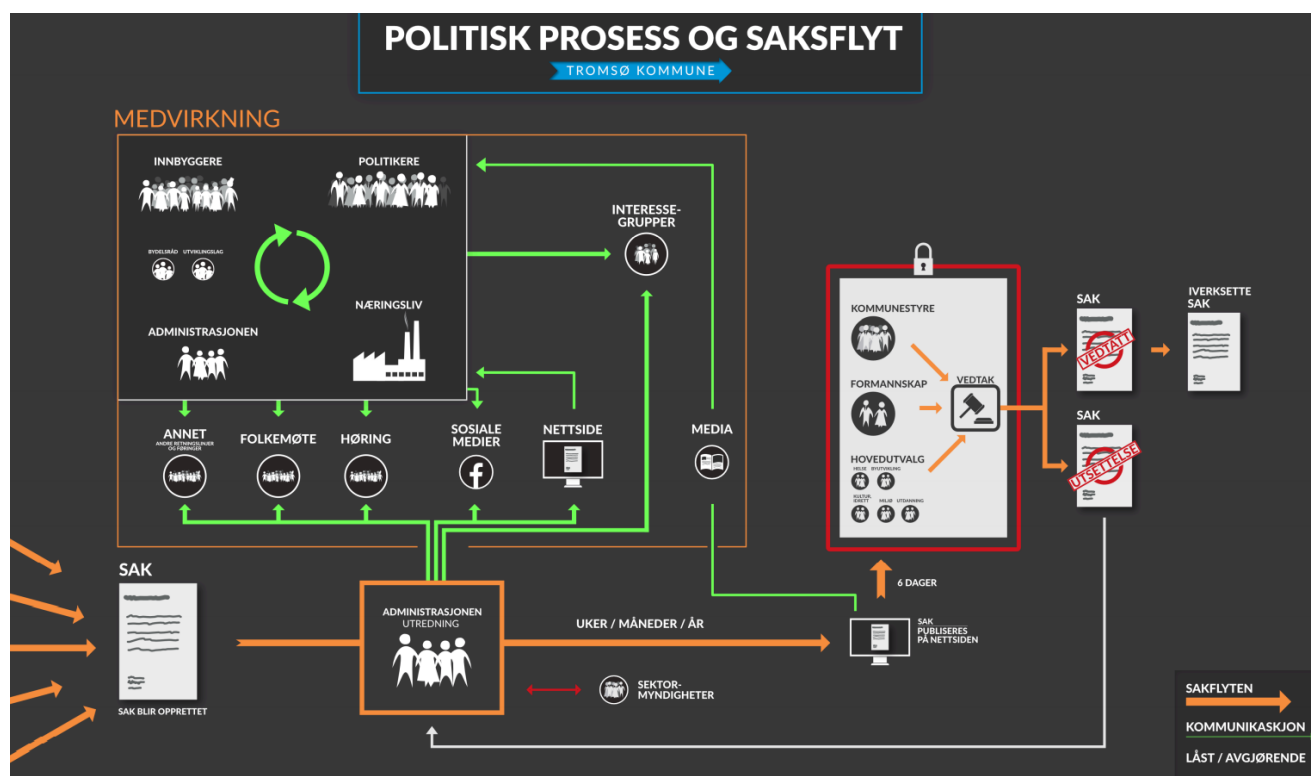 POLITISK PROSESS OG SAKSFLYT
TROMSØ KOMMUNE
MEDVIRKNING
INNBYGGERE
POLITIKERE
BYDELSRÅD
UTVIKLINGSLAG
ADMINISTRASJONEN
NÆRINGSLIV
INTERESSE-
GRUPPER
ANNET
ANDRE RETNINGSLINJER
OG FØRINGER
FOLKEMØTE
HØRING
SOSIALE
MEDIER
NETTSIDE
MEDIA
SAK
SAK BLIR OPPRETTET
ADMINISTRASJONEN
UTREDNING
UKER / MÅNEDER / ÅR
SEKTOR-
MYNDIGHETER
SAK
PUBLISERES
PÅ NETTSIDEN
6 DAGER
KOMMUNESTYRE
FORMANNSKAP
VEDTAK
HOVEDUTVALG
HELSE
BYUTVIKLING
KULTUR,
IDRETT
MILJØ
UTDANNING
SAK
VEDTATT
IVERKSETTE
SAK
SAK
UTSETTELSE
SAKFLYTEN
KOMMUNIKASKJON
LÅST / AVGJØRENDE